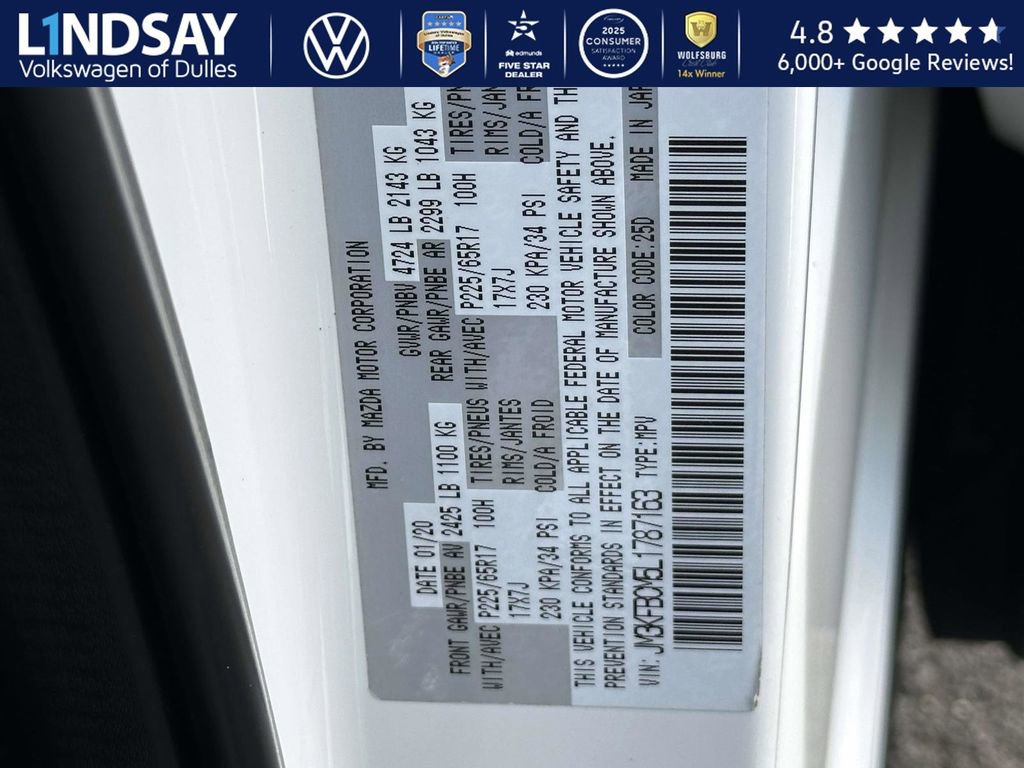 LINDSAY
Volkswagen of Dulles
LIFETIME
edmunds
FIVE STAR
DEALER
2025
CONSUMER
SATISFACTION
AWARD
WOLFSBURG
14x Winner
4.8
6,000+ Google Reviews!
MFD. BY MAZDA MOTOR CORPORATION
DATE 01/20
GVWR/PNBV 4724 LB 2143 KG
FRONT GAWR/PNBE AV 2425 LB 1100 KG
REAR GAWR/PNBE AR 2299 LB 1043 KG
WITH/AVEC P225/65R17 100H TIRES/PNEUS WITH/AVEC P225/65R17 100H
17X7J RIMS/JANTES 17X7J
230 KPA/34 PSI COLD/A FROID 230 KPA/34 PSI
THIS VEHICLE CONFORMS TO ALL APPLICABLE FEDERAL MOTOR VEHICLE SAFETY AND
PREVENTION STANDARDS IN EFFECT ON THE DATE OF MANUFACTURE SHOWN ABOVE.
VIN: JM3KFBCM5L1787163 TYPE:MPV COLOR CODE:25D MADE IN